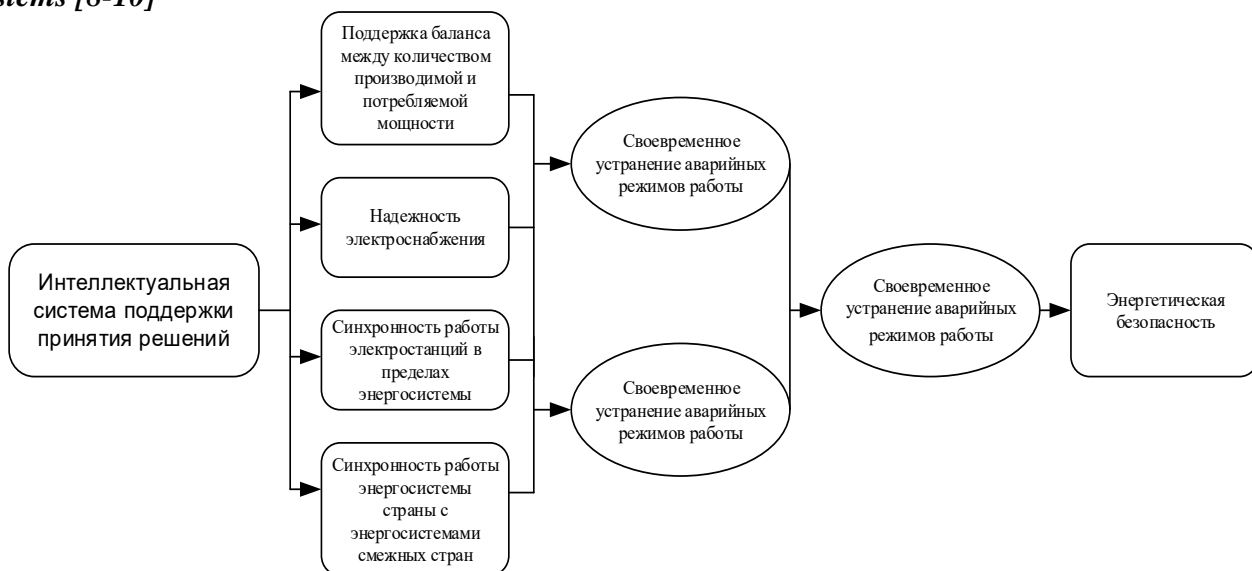 Поддержка баланса
между количеством
производимой и
потребляемой
мощности
Своевременное
устранение аварийных
режимов работы
Надежность
электроснабжения
Интеллектуальная
система поддержки
принятия решений
Своевременное
устранение аварийных
режимов работы
Энергетическая
безопасность
Синхронность работы
электростанций в
пределах
энергосистемы
Своевременное
устранение аварийных
режимов работы
Синхронность работы
энергосистемы
страны с
энергосистемами
смежных стран